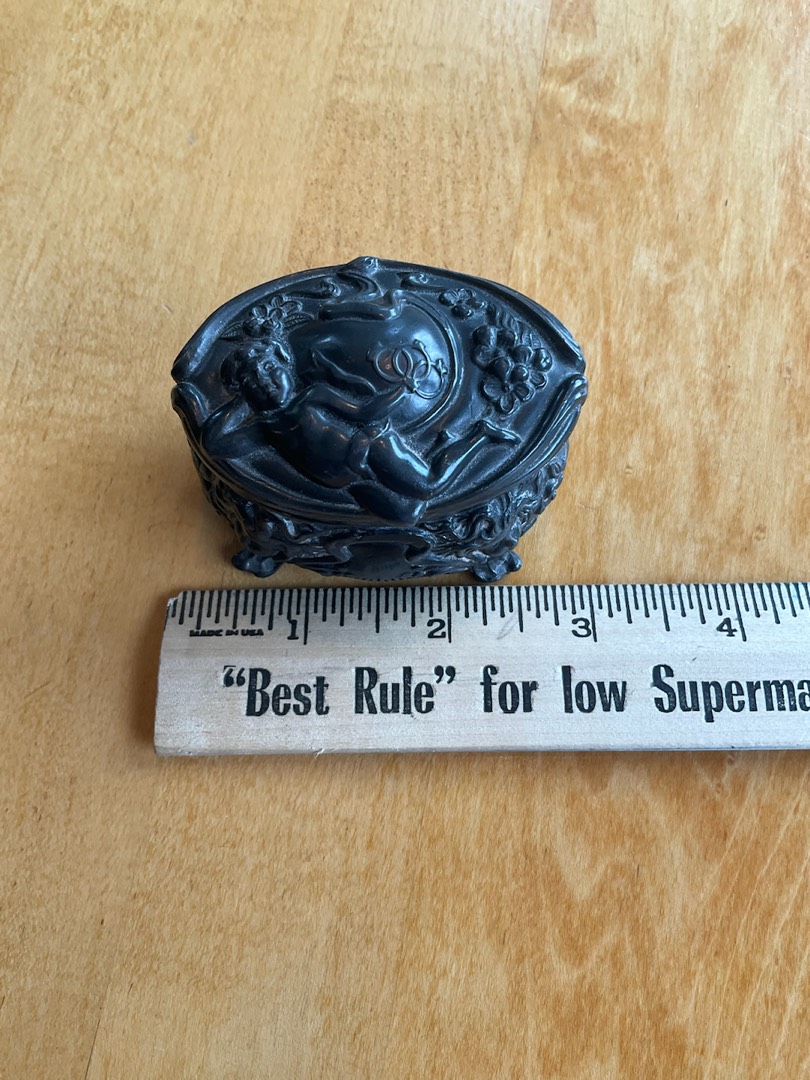 1 2 3 4
MADE IN USA
“Best Rule” for low Superma